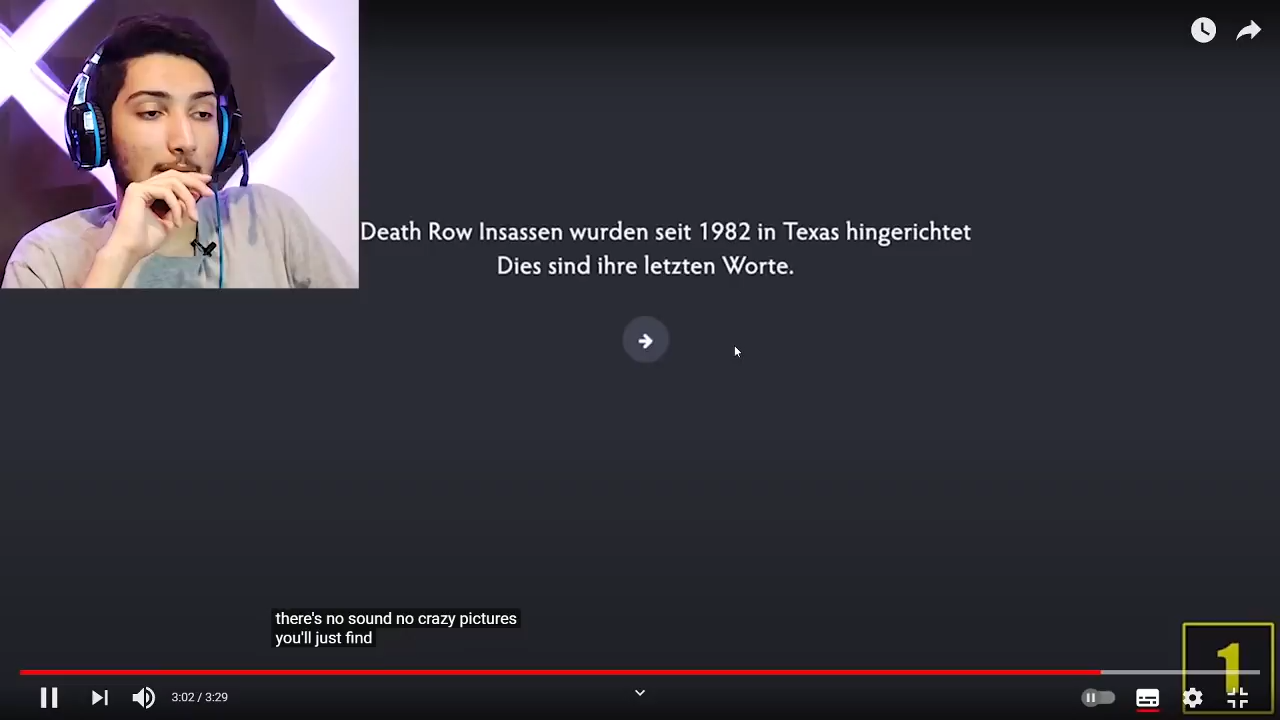 Death Row Insassen wurden seit 1982 in Texas hingerichtet
Dies sind ihre letzten Worte.
there's no sound no crazy pictures
you'll just find
1
3:02 / 3:29